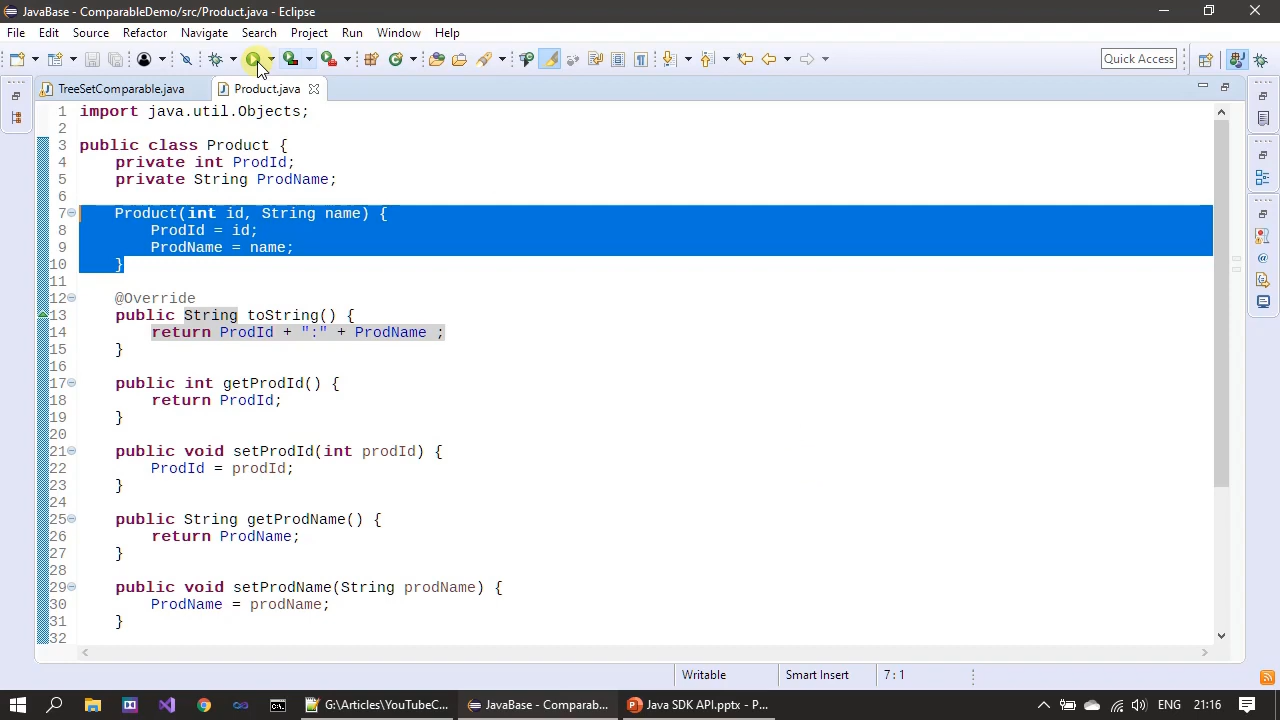 JavaBase - ComparableDemo/src/Product.java - Eclipse
File Edit Source Refactor Navigate Search Project Run Window Help
Quick Access
TreeSetComparable.java Product.java
1 import java.util.Objects;
2
3 public class Product {
4 private int ProdId;
5 private String ProdName;
6
7 Product(int id, String name) {
8 ProdId = id;
9 ProdName = name;
10 }
11
12 @Override
13 public String toString() {
14 return ProdId + ":" + ProdName ;
15 }
16
17 public int getProdId() {
18 return ProdId;
19 }
20
21 public void setProdId(int prodId) {
22 ProdId = prodId;
23 }
24
25 public String getProdName() {
26 return ProdName;
27 }
28
29 public void setProdName(String prodName) {
30 ProdName = prodName;
31 }
32
Writable Smart Insert 7 : 1
G:\Articles\YouTubeC... JavaBase - Comparab... Java SDK API.pptx - P... ENG 21:16